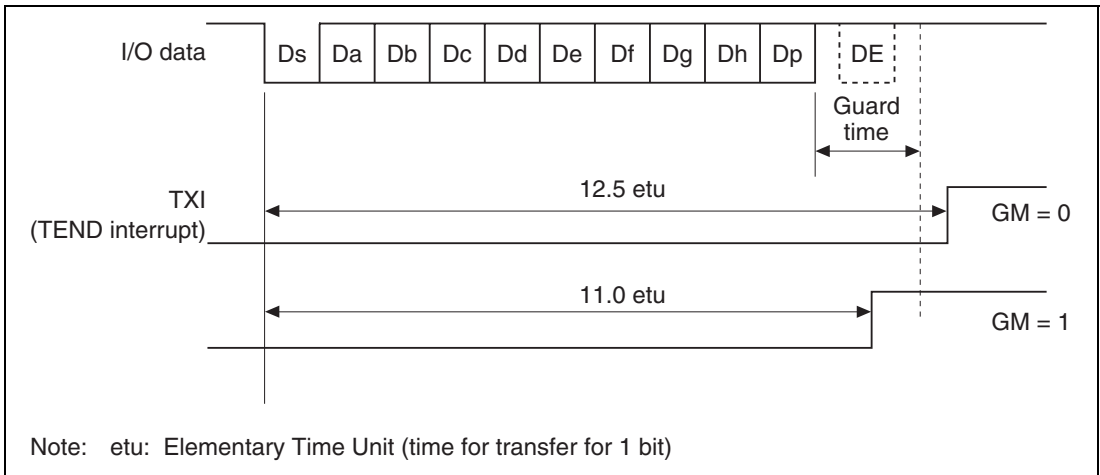 I/O data
Ds Da Db Dc Dd De Df Dg Dh Dp DE
Guard
time
TXI
(TEND interrupt)
12.5 etu
GM = 0
11.0 etu
GM = 1
Note: etu: Elementary Time Unit (time for transfer for 1 bit)